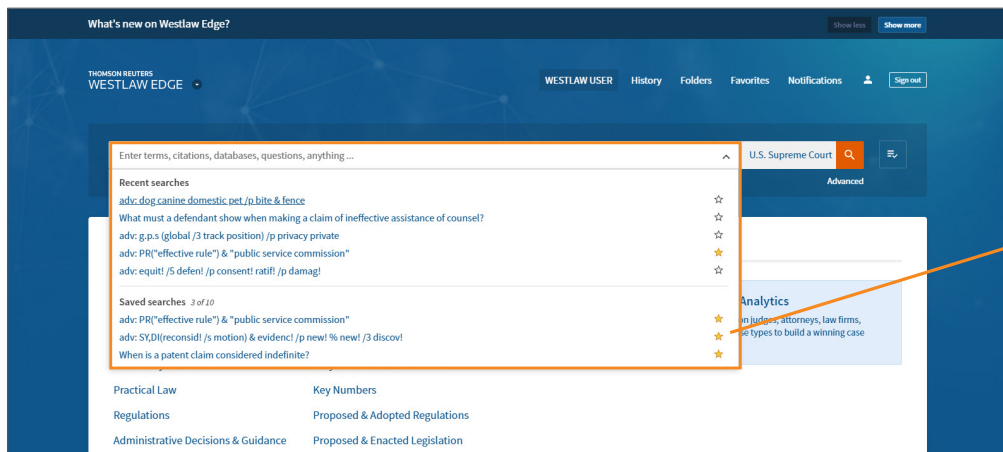 What's new on Westlaw Edge?
Show less
Show more
THOMSON REUTERS
WESTLAW EDGE
WESTLAW USER
History
Folders
Favorites
Notifications
Sign out
Enter terms, citations, databases, questions, anything ...
U.S. Supreme Court
Advanced
Recent searches
adv: dog canine domestic pet /p bite & fence
What must a defendant show when making a claim of ineffective assistance of counsel?
adv: g.p.s (global /3 track position) /p privacy private
adv: PR("effective rule") & "public service commission"
adv: equit! /5 defen! /p consent! ratif! /p damag!
Saved searches 3 of 10
adv: PR("effective rule") & "public service commission"
adv: SY,DI(reconsid! /s motion) & evidenc! /p new! % new! /3 discov!
When is a patent claim considered indefinite?
Analytics
on judges, attorneys, law firms,
se types to build a winning case
Practical Law
Key Numbers
Regulations
Proposed & Adopted Regulations
Administrative Decisions & Guidance
Proposed & Enacted Legislation